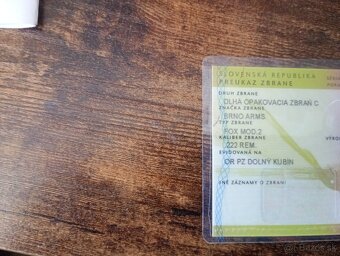 SLOVENSKÁ REPUBLIKA
PREUKAZ ZBRANE
DRUH ZBRANE
DLHÁ OPAKOVACIA ZBRAŇ C
ZNAČKA ZBRANE
BRNO ARMS
TYP ZBRANE
FOX MOD.2
KALIBER ZBRANE
.222 REM.
EVIDOVANÁ NA
OR PZ DOLNÝ KUBÍN
INÉ ZÁZNAMY O ZBRANI